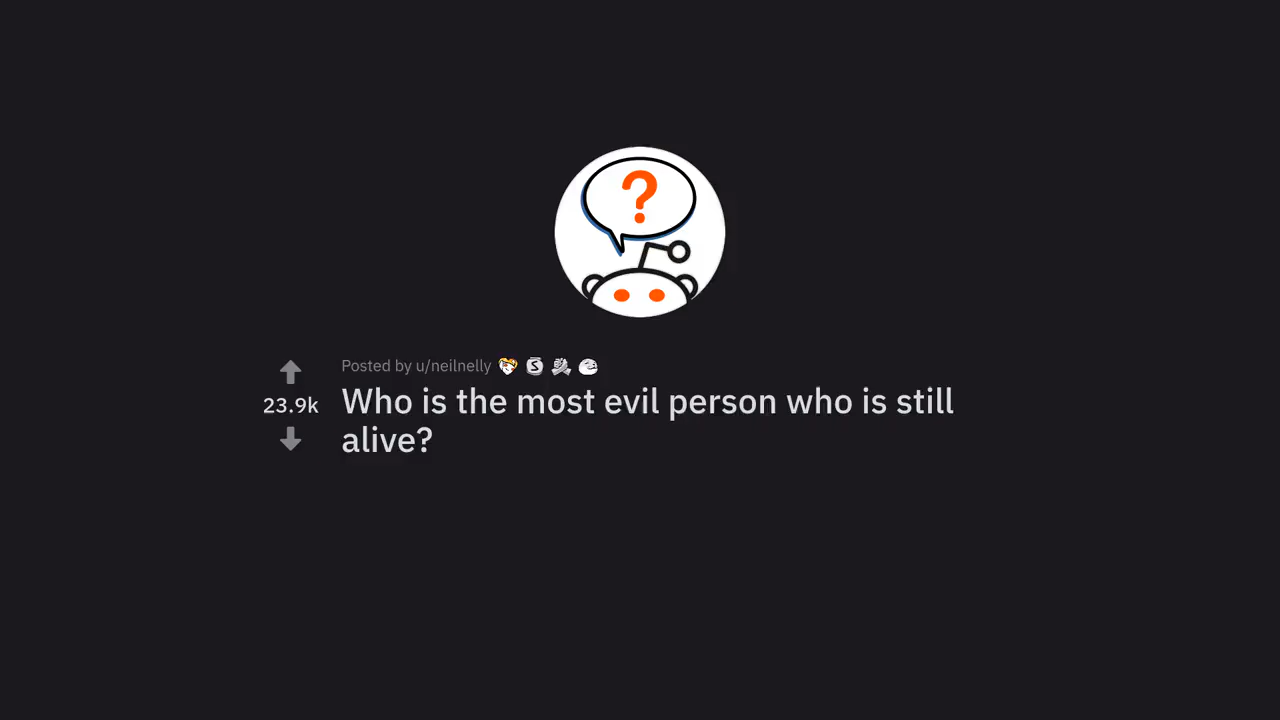 ?
Posted by u/neilnelly
23.9k
Who is the most evil person who is still
alive?